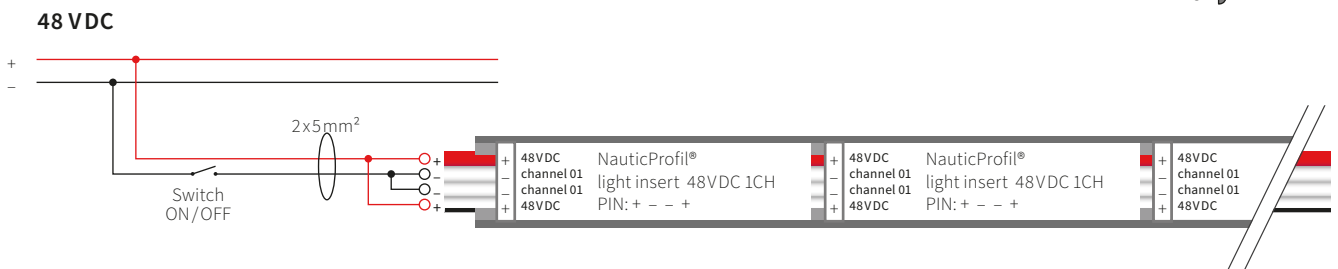 48 VDC
+
–
2x5mm²
Switch
ON/OFF
+
–
–
+
+
–
–
+
48VDC
channel 01
channel 01
48VDC
NauticProfil®
light insert 48VDC 1CH
PIN: + – – +
+
–
–
+
48VDC
channel 01
channel 01
48VDC
NauticProfil®
light insert 48VDC 1CH
PIN: + – – +
+
–
–
+
48VDC
channel 01
channel 01
48VDC